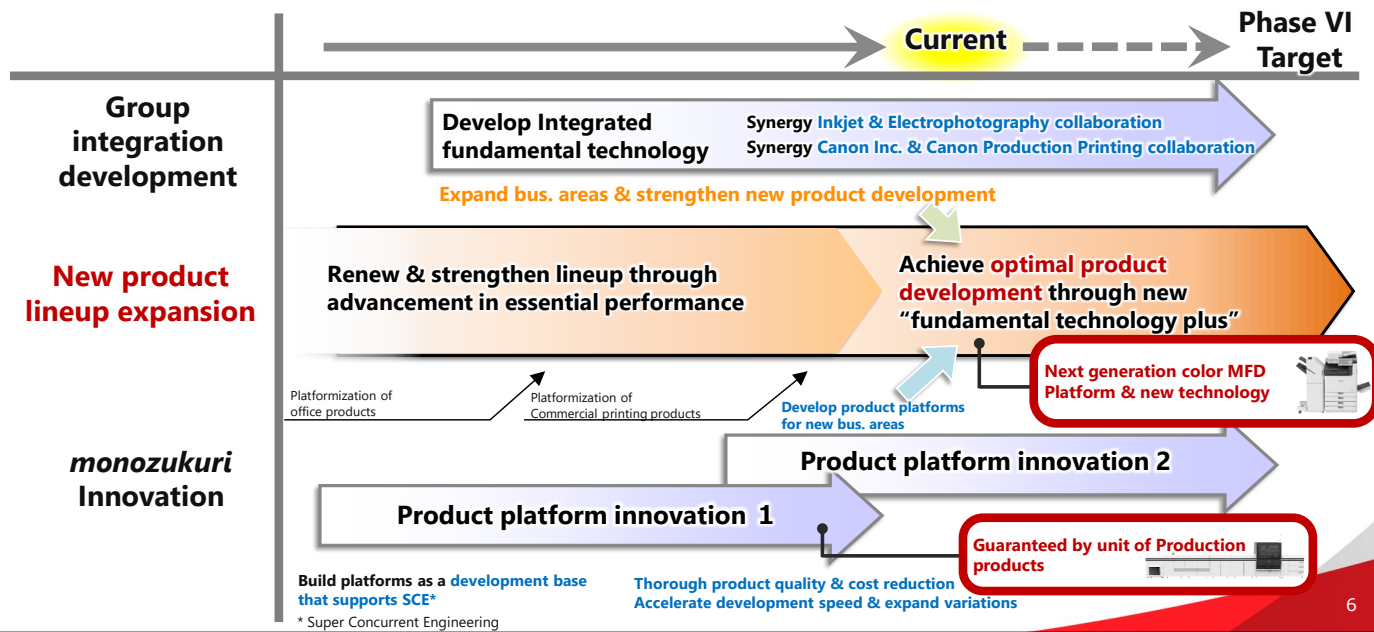 Current
Phase VI
Target
Group
integration
development
Develop Integrated
fundamental technology
Synergy Inkjet & Electrophotography collaboration
Synergy Canon Inc. & Canon Production Printing collaboration
Expand bus. areas & strengthen new product development
New product
lineup expansion
Renew & strengthen lineup through
advancement in essential performance
Achieve optimal product
development through new
“fundamental technology plus”
Next generation color MFD
Platform & new technology
Platformization of
office products
Platformization of
Commercial printing products
Develop product platforms
for new bus. areas
monozukuri
Innovation
Product platform innovation 2
Product platform innovation 1
Guaranteed by unit of Production
products
Build platforms as a development base
that supports SCE*
* Super Concurrent Engineering
Thorough product quality & cost reduction
Accelerate development speed & expand variations
6